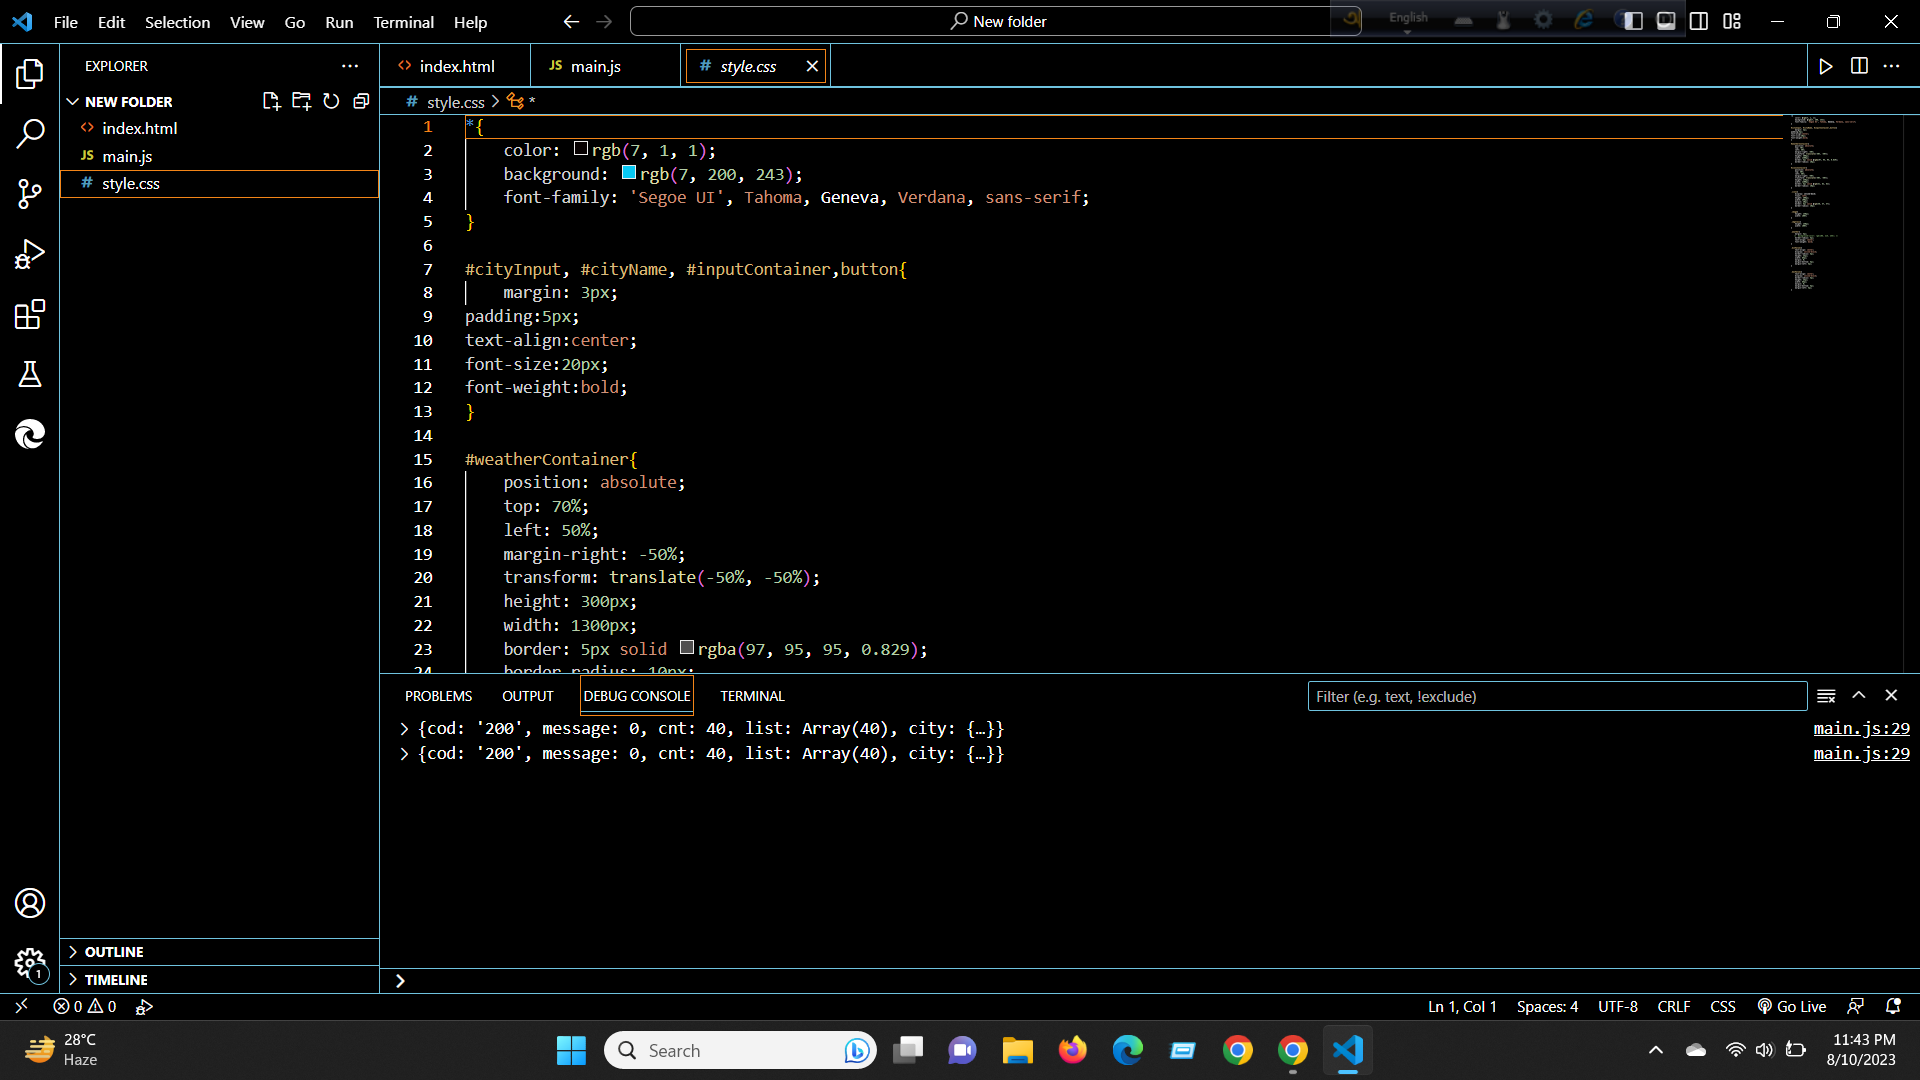 File Edit Selection View Go Run Terminal Help
New folder
English
EXPLORER
NEW FOLDER
index.html
main.js
style.css
OUTLINE
TIMELINE
<> index.html
JS main.js
# style.css
# style.css > *
1 *{
2 color: rgb(7, 1, 1);
3 background: rgb(7, 200, 243);
4 font-family: 'Segoe UI', Tahoma, Geneva, Verdana, sans-serif;
5 }
6
7 #cityInput, #cityName, #inputContainer,button{
8 margin: 3px;
9 padding:5px;
10 text-align:center;
11 font-size:20px;
12 font-weight:bold;
13 }
14
15 #weatherContainer{
16 position: absolute;
17 top: 70%;
18 left: 50%;
19 margin-right: -50%;
20 transform: translate(-50%, -50%);
21 height: 300px;
22 width: 1300px;
23 border: 5px solid rgba(97, 95, 95, 0.829);
24 border-radius: 10px;
PROBLEMS OUTPUT DEBUG CONSOLE TERMINAL
Filter (e.g. text, !exclude)
> {cod: '200', message: 0, cnt: 40, list: Array(40), city: {…}} main.js:29
> {cod: '200', message: 0, cnt: 40, list: Array(40), city: {…}} main.js:29
>
1
0 0
Ln 1, Col 1 Spaces: 4 UTF-8 CRLF CSS Go Live
28°C
Haze
Search
11:43 PM
8/10/2023